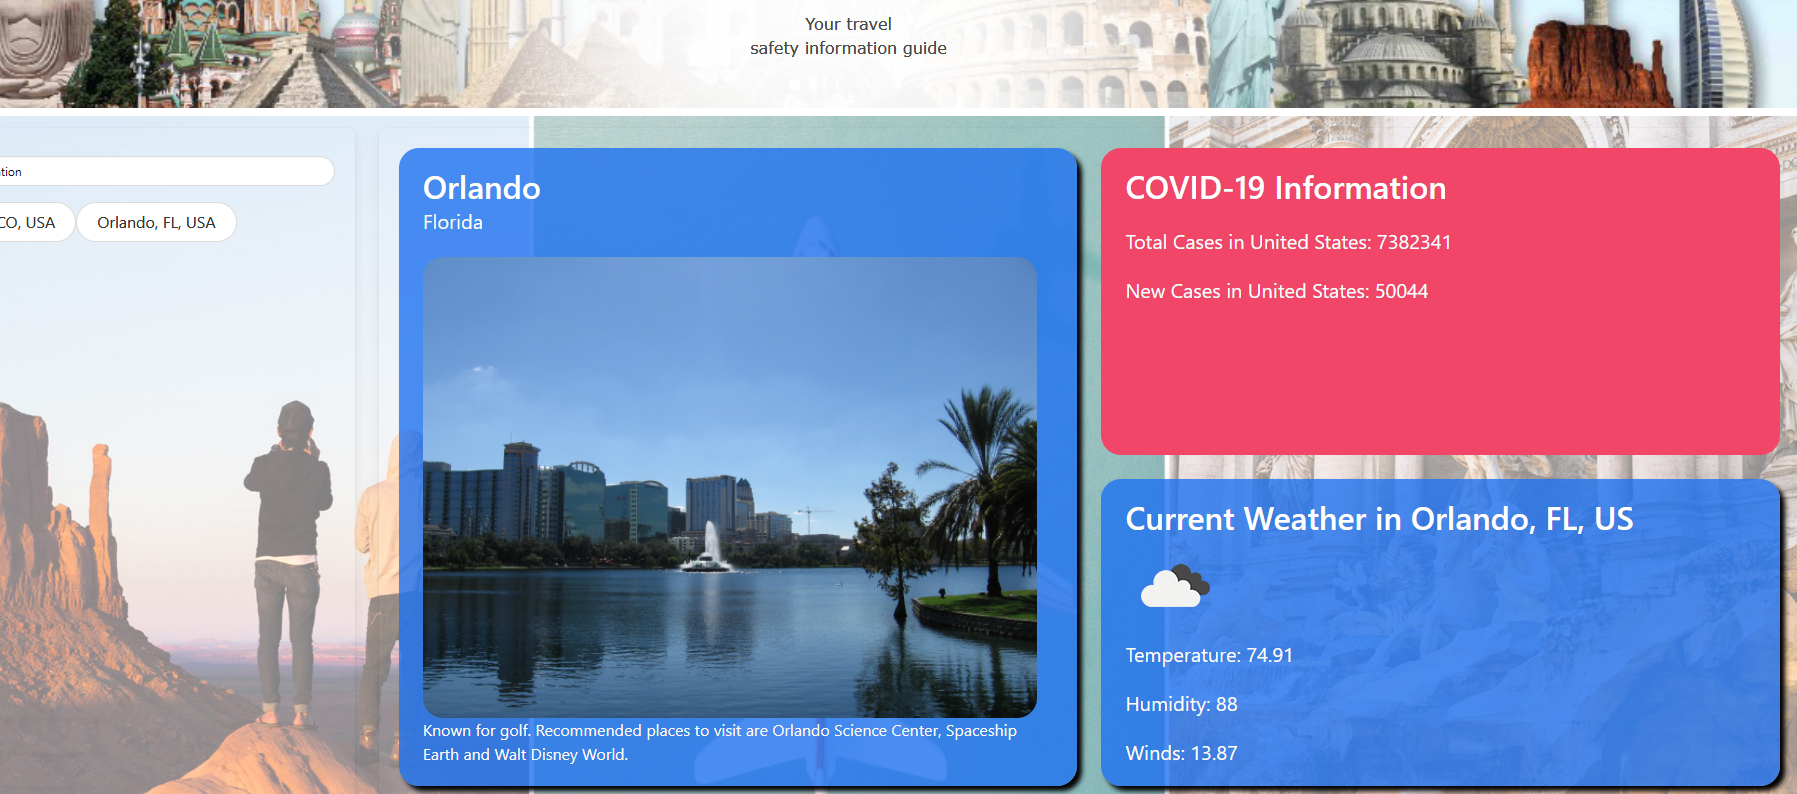 Your travel
safety information guide
tion
CO, USA
Orlando, FL, USA
Orlando
Florida
Known for golf. Recommended places to visit are Orlando Science Center, Spaceship
Earth and Walt Disney World.
COVID-19 Information
Total Cases in United States: 7382341
New Cases in United States: 50044
Current Weather in Orlando, FL, US
Temperature: 74.91
Humidity: 88
Winds: 13.87